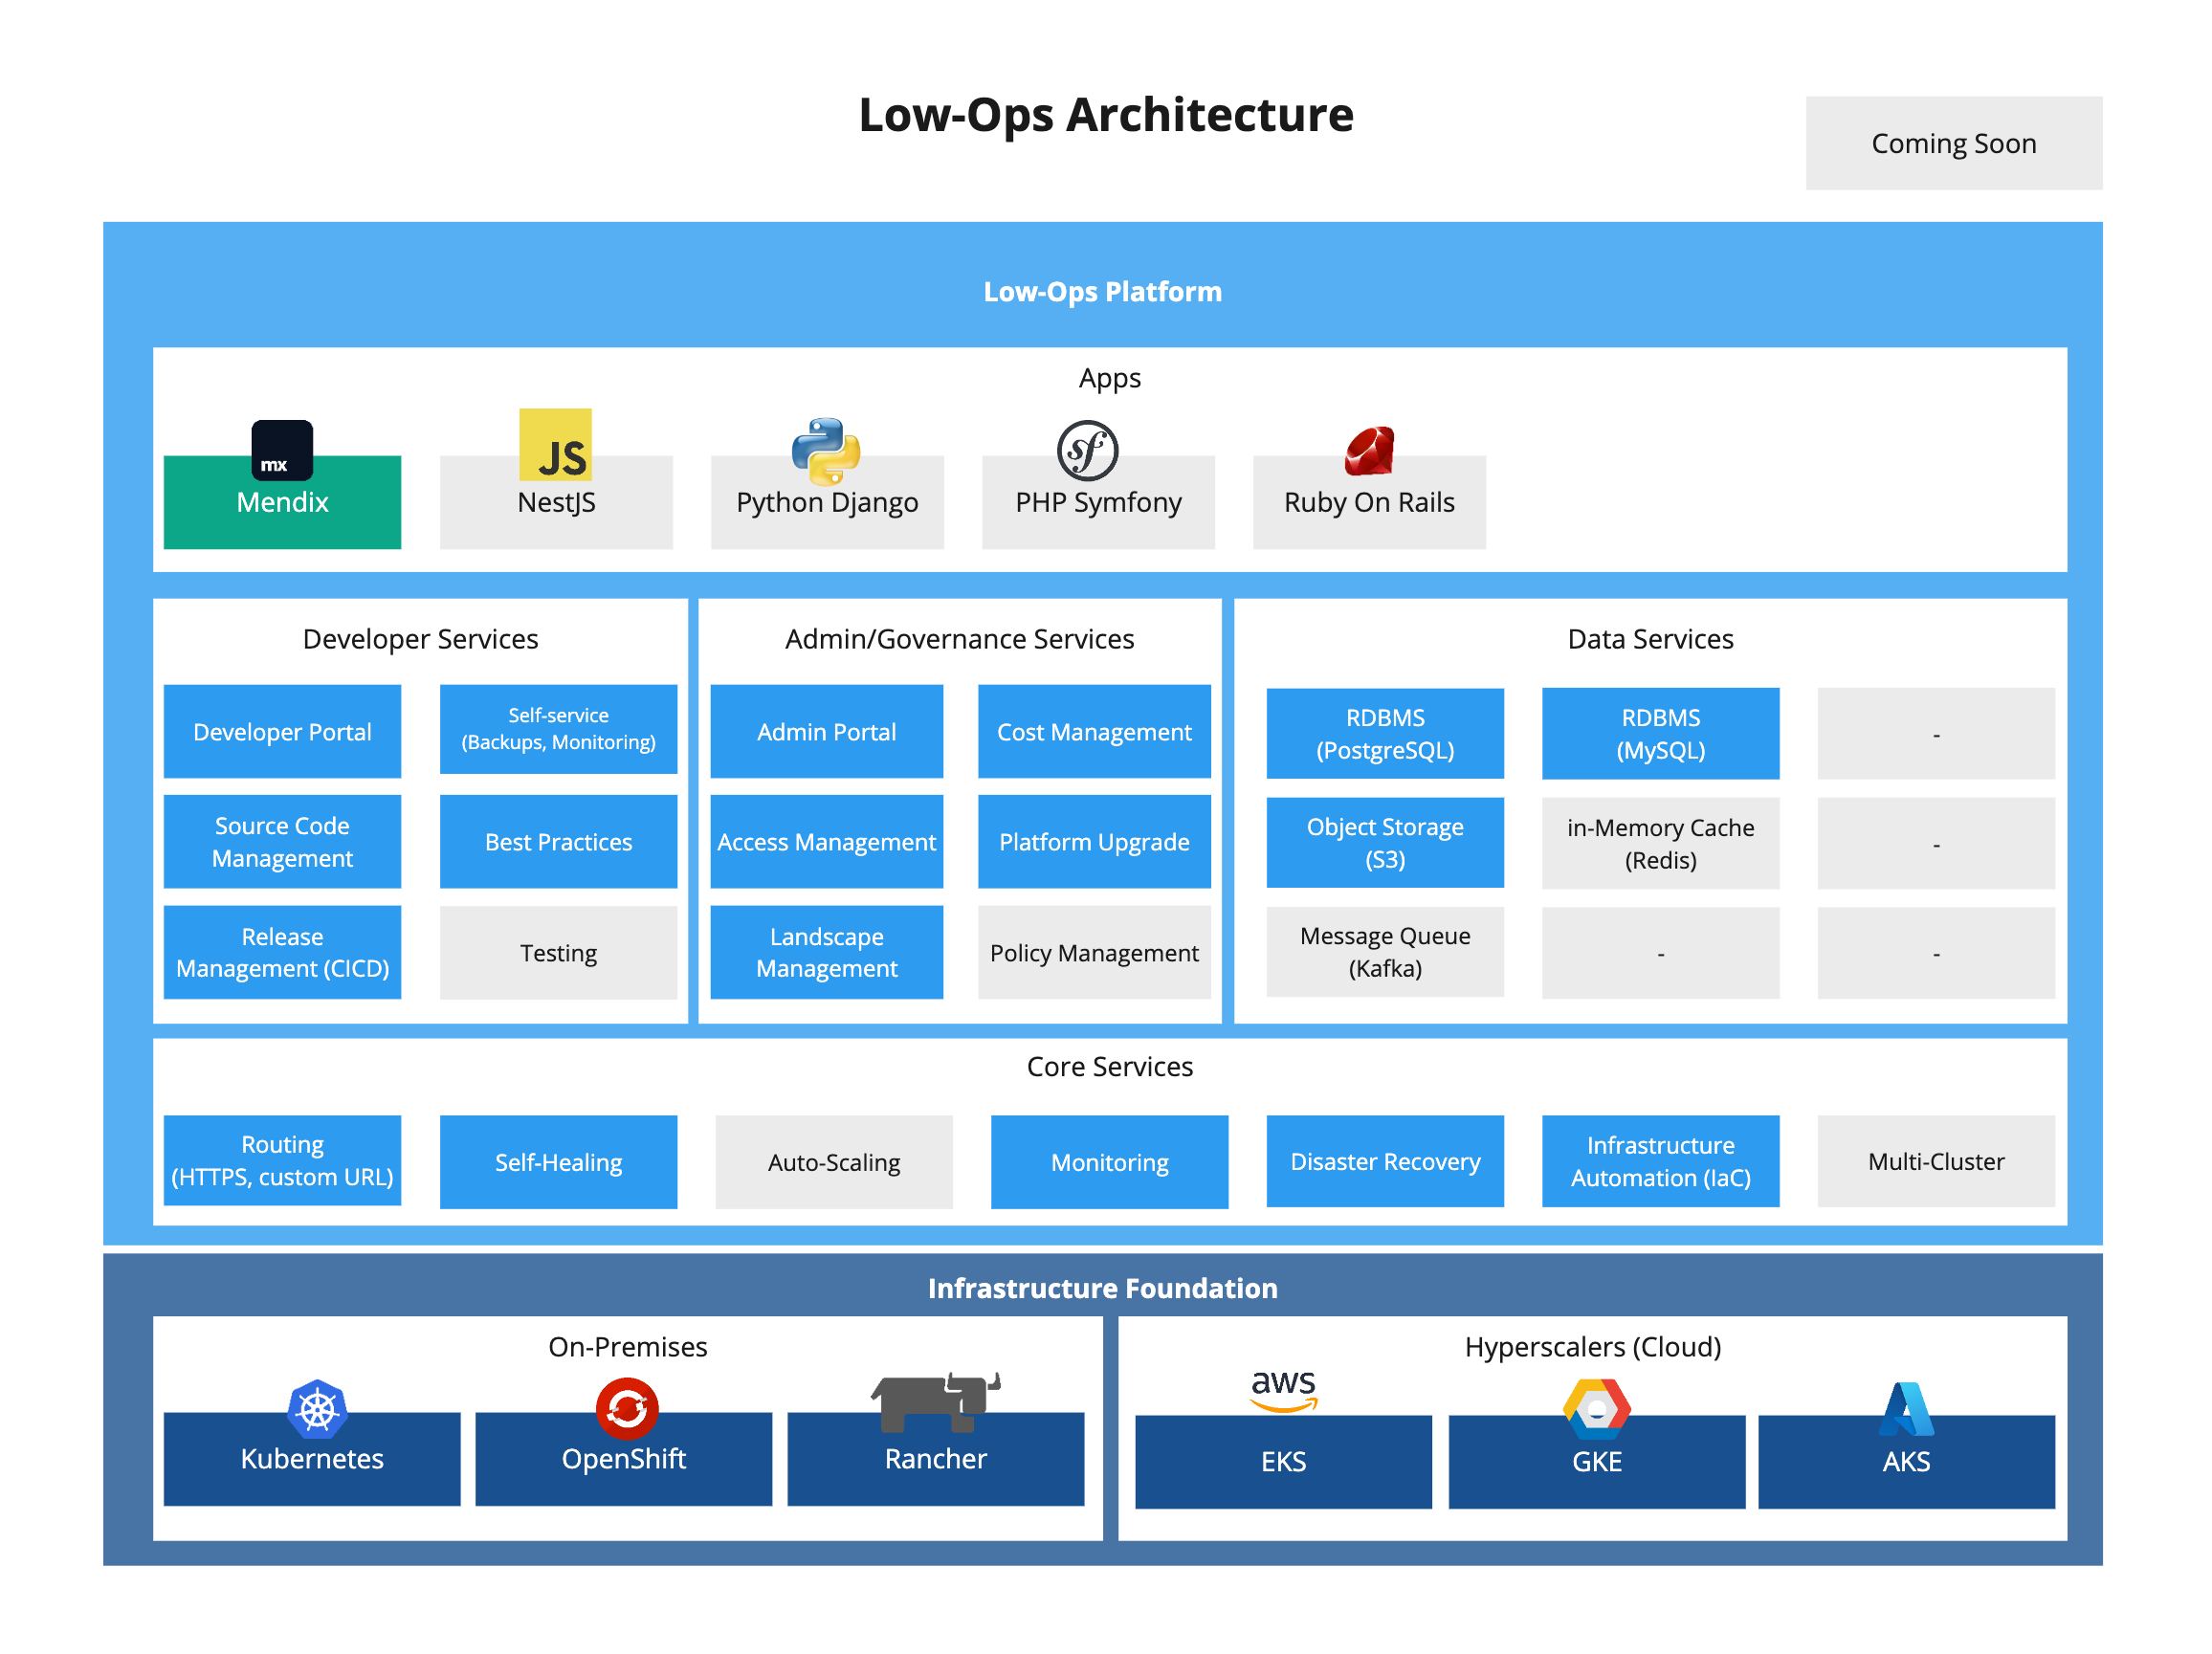 Low-Ops Architecture
Coming Soon
Low-Ops Platform
Apps
mx
JS
sf
Mendix
NestJS
Python Django
PHP Symfony
Ruby On Rails
Developer Services
Developer Portal
Self-service
(Backups, Monitoring)
Source Code
Management
Best Practices
Release
Management (CICD)
Testing
Admin/Governance Services
Admin Portal
Cost Management
Access Management
Platform Upgrade
Landscape
Management
Policy Management
Data Services
RDBMS
(PostgreSQL)
RDBMS
(MySQL)
-
Object Storage
(S3)
in-Memory Cache
(Redis)
-
Message Queue
(Kafka)
-
-
Core Services
Routing
(HTTPS, custom URL)
Self-Healing
Auto-Scaling
Monitoring
Disaster Recovery
Infrastructure
Automation (IaC)
Multi-Cluster
Infrastructure Foundation
On-Premises
Kubernetes
OpenShift
Rancher
Hyperscalers (Cloud)
aws
EKS
GKE
AKS